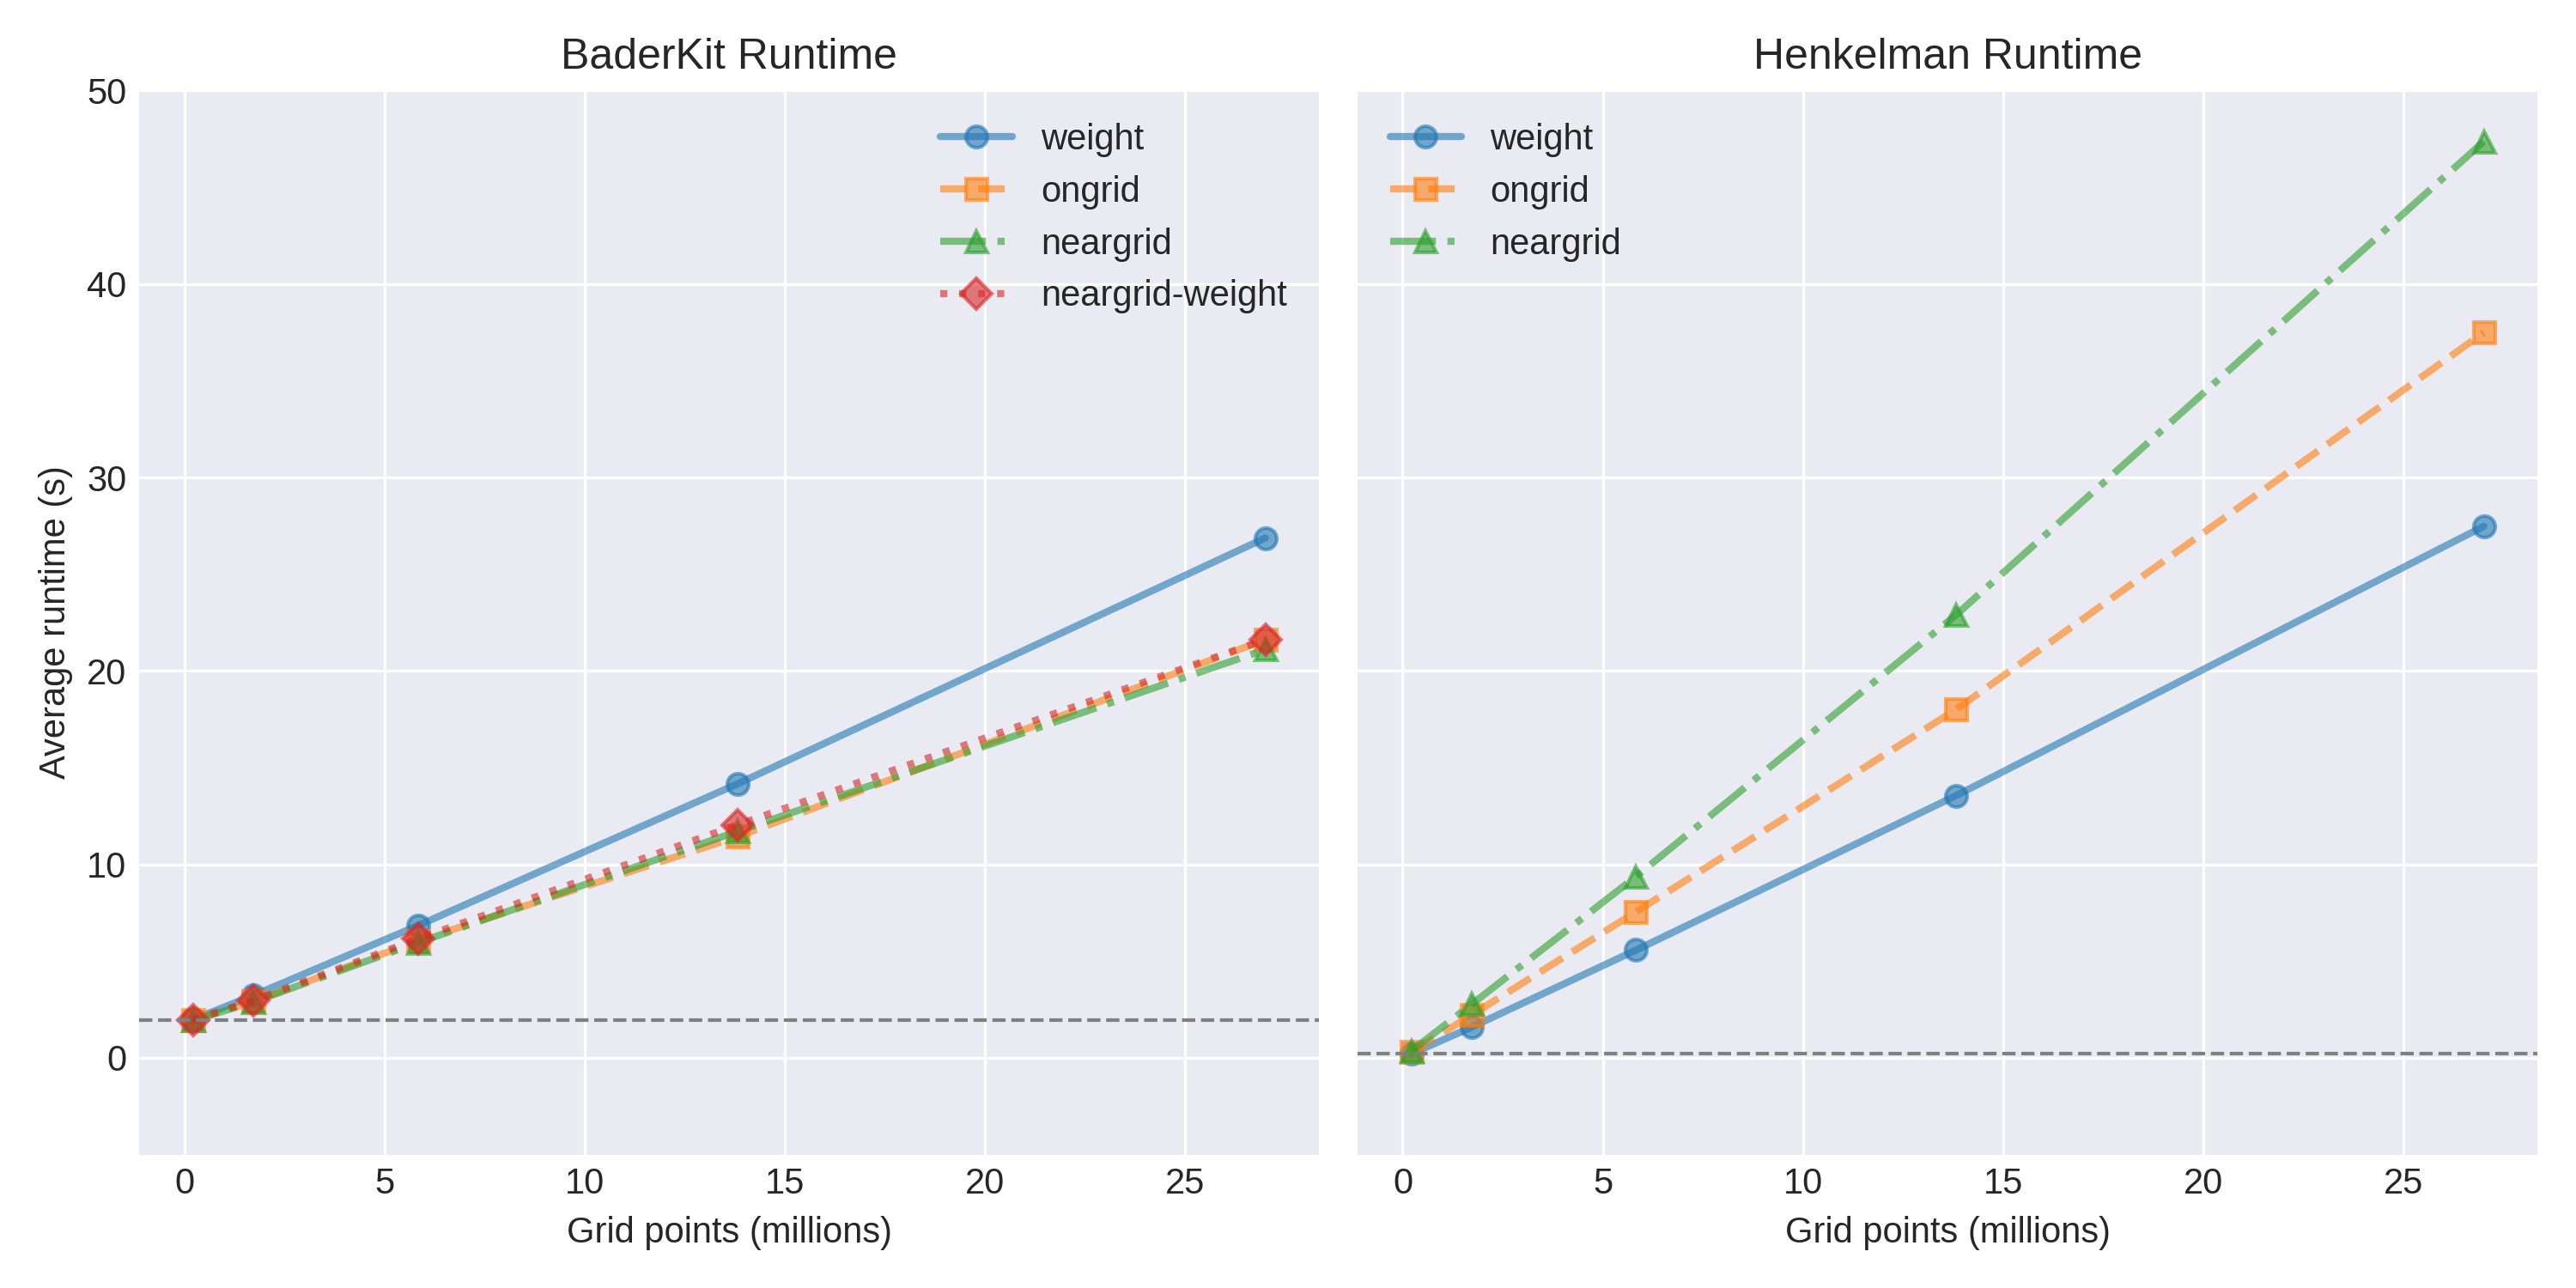 BaderKit Runtime
Henkelman Runtime
Average runtime (s)
50
40
30
20
10
0
weight
ongrid
neargrid
neargrid-weight
weight
ongrid
neargrid
0 5 10 15 20 25
0 5 10 15 20 25
Grid points (millions)
Grid points (millions)